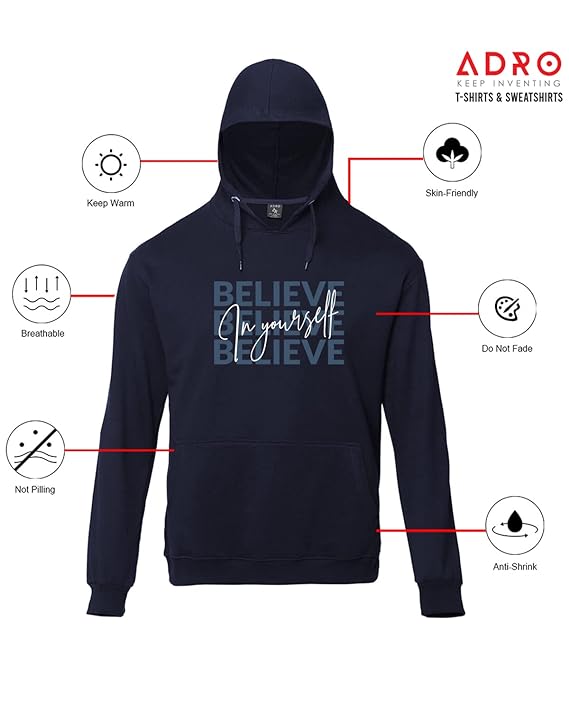 ADRO
KEEP INVENTING
T-SHIRTS & SWEATSHIRTS
Keep Warm
Skin-Friendly
ADRO
BELIEVE
BELIEVE
In yourself
BELIEVE
Breathable
Do Not Fade
Not Pilling
Anti-Shrink